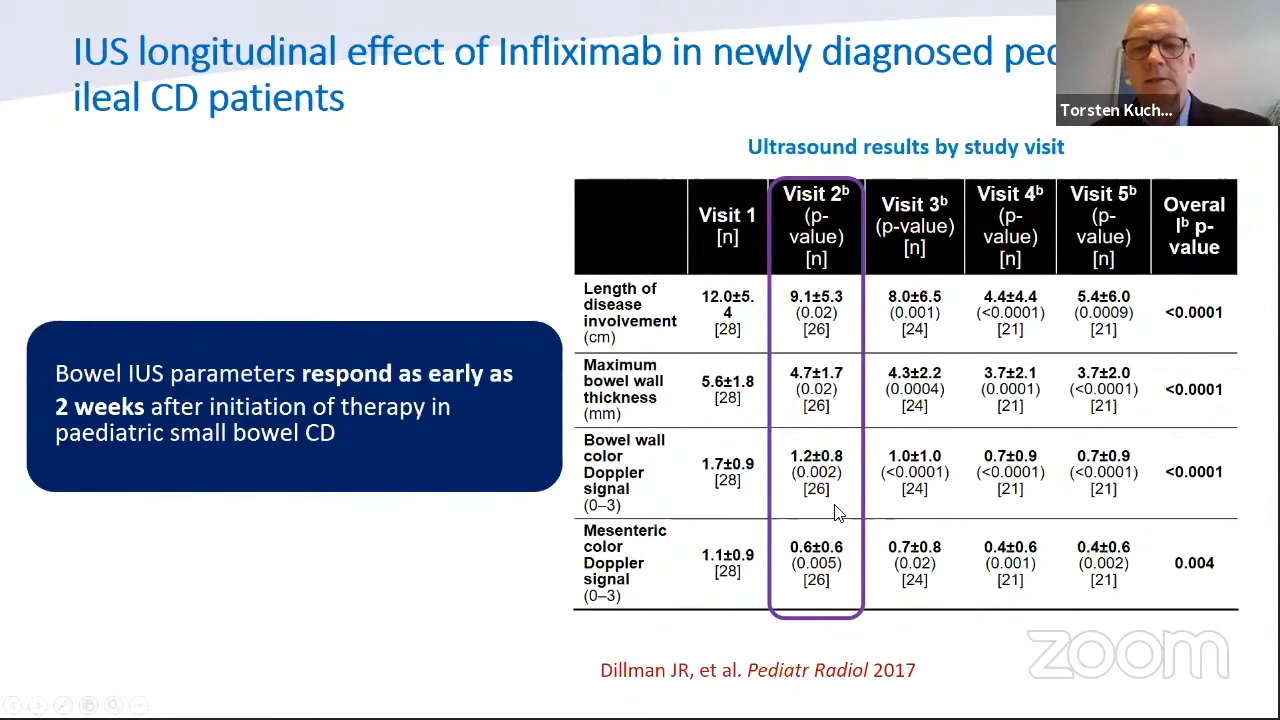 IUS longitudinal effect of Infliximab in newly diagnosed
ileal CD patients
Torsten Kuch...
Ultrasound results by study visit
Visit 1
[n]
Visit 2ᵇ
(p-
value)
[n]
Visit 3ᵇ
(p-value)
[n]
Visit 4ᵇ
(p-
value)
[n]
Visit 5ᵇ
(p-
value)
[n]
Overal
lᵇ p-
value
Length of
disease
involvement
(cm)
12.0±5.
4
[28]
9.1±5.3
(0.02)
[26]
8.0±6.5
(0.001)
[24]
4.4±4.4
(<0.0001)
[21]
5.4±6.0
(0.0009)
[21]
<0.0001
Maximum
bowel wall
thickness
(mm)
5.6±1.8
[28]
4.7±1.7
(0.02)
[26]
4.3±2.2
(0.0004)
[24]
3.7±2.1
(0.0001)
[21]
3.7±2.0
(<0.0001)
[21]
<0.0001
Bowel wall
color
Doppler
signal
(0–3)
1.7±0.9
[28]
1.2±0.8
(0.002)
[26]
1.0±1.0
(<0.0001)
[24]
0.7±0.9
(<0.0001)
[21]
0.7±0.9
(<0.0001)
[21]
<0.0001
Mesenteric
color
Doppler
signal
(0–3)
1.1±0.9
[28]
0.6±0.6
(0.005)
[26]
0.7±0.8
(0.02)
[24]
0.4±0.6
(0.001)
[21]
0.4±0.6
(0.002)
[21]
0.004
Bowel IUS parameters respond as early as
2 weeks after initiation of therapy in
paediatric small bowel CD
Dillman JR, et al. Pediatr Radiol 2017
zoom